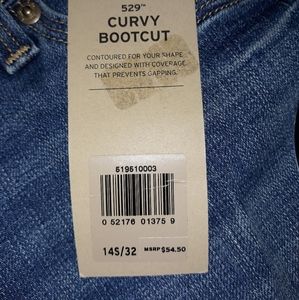 529™
CURVY
BOOTCUT
CONTOURED FOR YOUR SHAPE
AND DESIGNED WITH COVERAGE
THAT PREVENTS GAPPING.
519510003
0 52176 01375 9
14S/32 MSRP $54.50